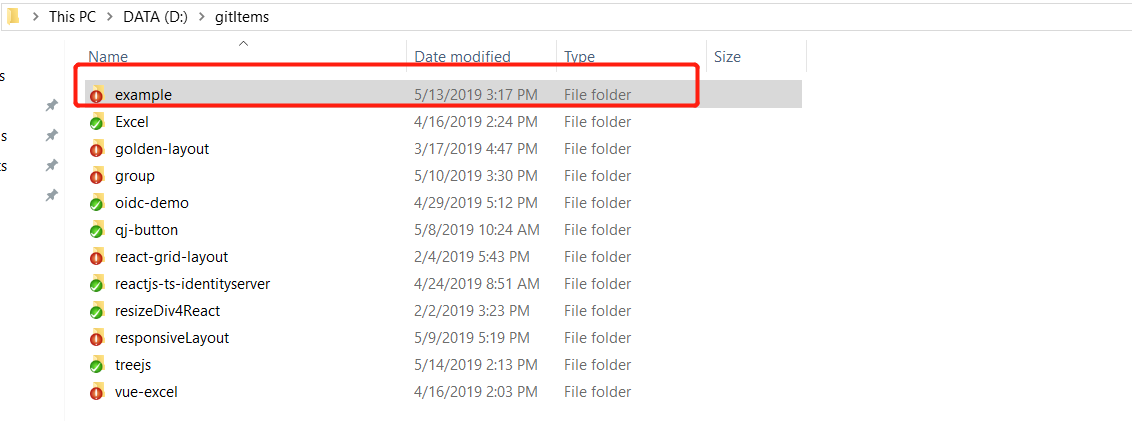 This PC > DATA (D:) > gitItems
Name Date modified Type Size
example 5/13/2019 3:17 PM File folder
Excel 4/16/2019 2:24 PM File folder
golden-layout 3/17/2019 4:47 PM File folder
group 5/10/2019 3:30 PM File folder
oidc-demo 4/29/2019 5:12 PM File folder
qj-button 5/8/2019 10:24 AM File folder
react-grid-layout 2/4/2019 5:43 PM File folder
reactjs-ts-identityserver 4/24/2019 8:51 AM File folder
resizeDiv4React 2/2/2019 3:23 PM File folder
responsiveLayout 5/9/2019 5:19 PM File folder
treejs 5/14/2019 2:13 PM File folder
vue-excel 4/16/2019 2:03 PM File folder